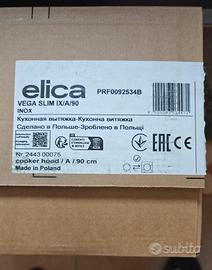 elica
PRF0092534B
VEGA SLIM IX/A/90
INOX
Кухонная вытяжка-Кухонна витяжка
Сделано в Польше-Зроблено в Польщі
Nr 2443 00075
cooker hood / A / 90 cm
Made in Poland
EAC
subito